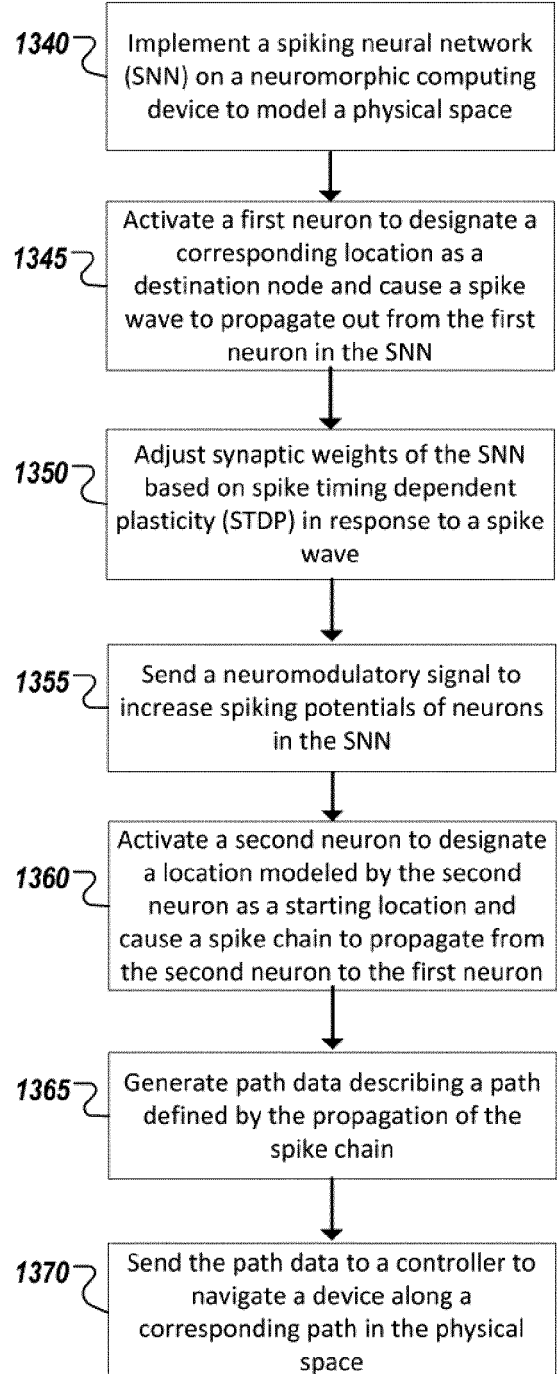 1340
Implement a spiking neural network
(SNN) on a neuromorphic computing
device to model a physical space
1345
Activate a first neuron to designate a
corresponding location as a
destination node and cause a spike
wave to propagate out from the first
neuron in the SNN
1350
Adjust synaptic weights of the SNN
based on spike timing dependent
plasticity (STDP) in response to a spike
wave
1355
Send a neuromodulatory signal to
increase spiking potentials of neurons
in the SNN
1360
Activate a second neuron to designate
a location modeled by the second
neuron as a starting location and
cause a spike chain to propagate from
the second neuron to the first neuron
1365
Generate path data describing a path
defined by the propagation of the
spike chain
1370
Send the path data to a controller to
navigate a device along a
corresponding path in the physical
space